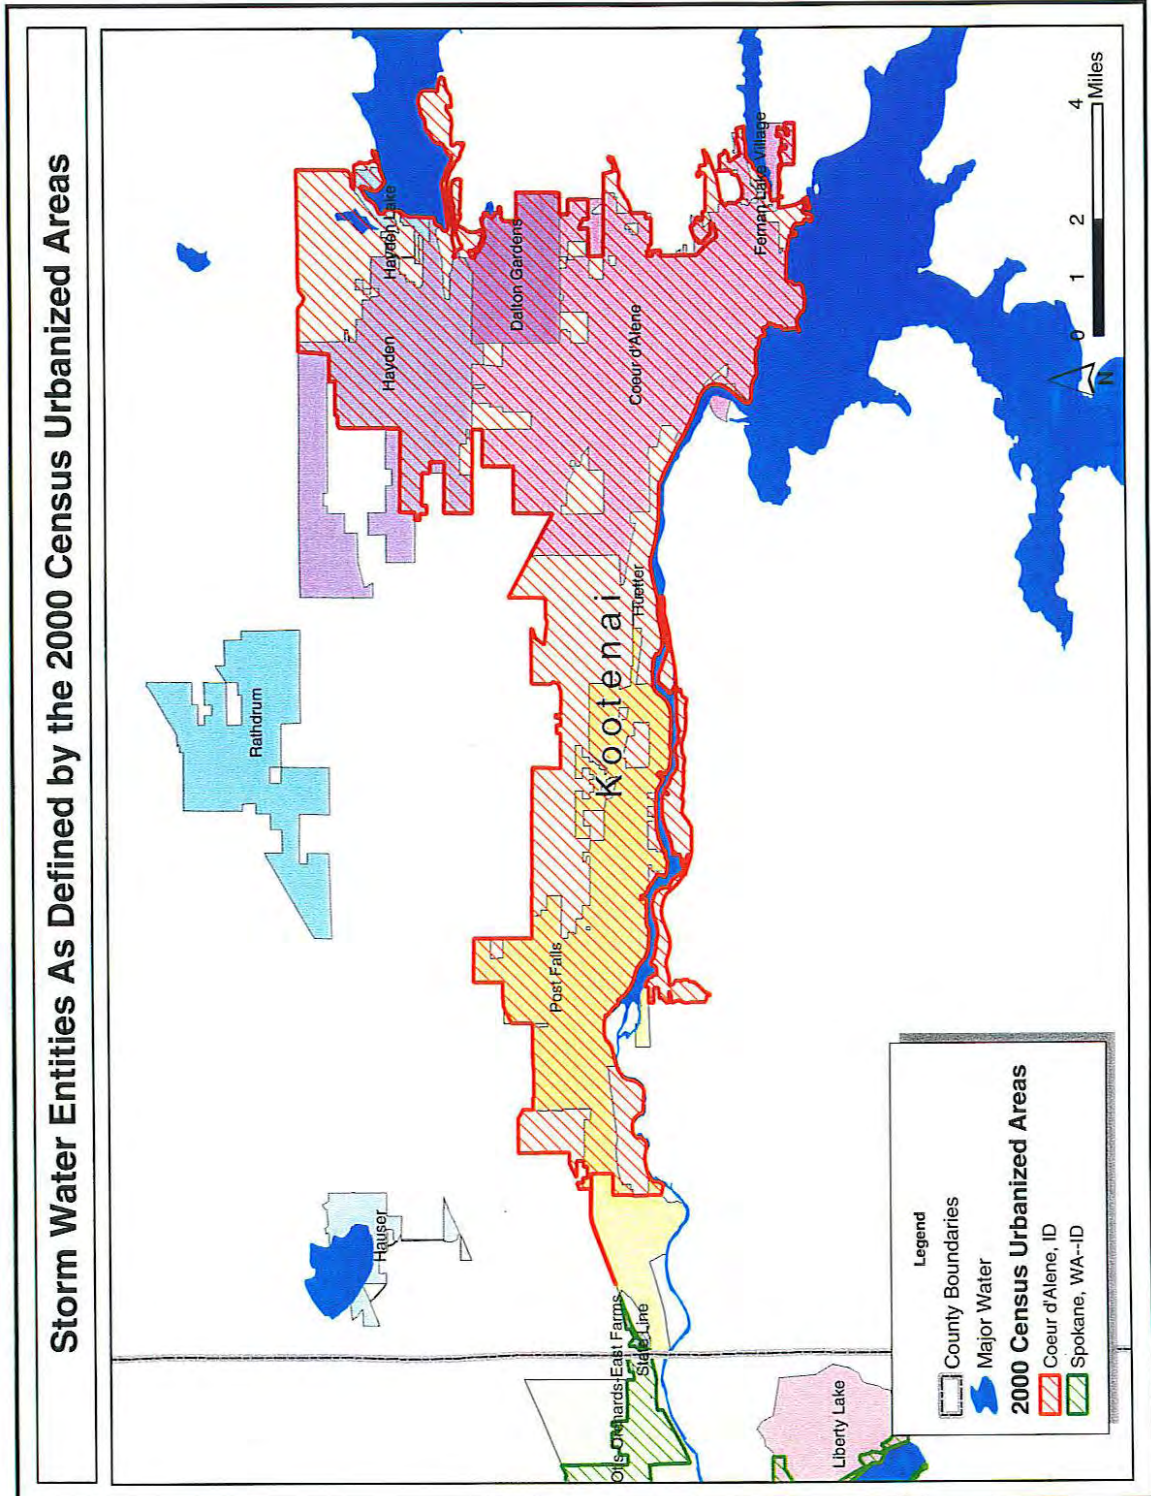 Storm Water Entities As Defined by the 2000 Census Urbanized Areas
Rathdrum
Hayden Lake
Hayden
Dalton Gardens
Hauser
Coeur d'Alene
Fernan Lake Village
Post Falls
Kootenai
Huetter
Otis Orchards-East Farms
State Line
Liberty Lake
Legend
County Boundaries
Major Water
2000 Census Urbanized Areas
Coeur d'Alene, ID
Spokane, WA--ID
N
0 1 2 4
Miles